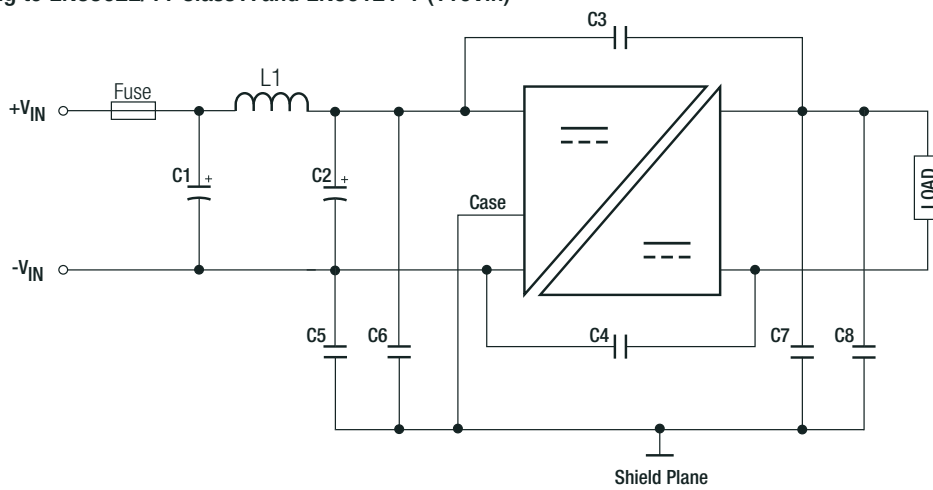 C3
L1
Fuse
+VIN
C1 +
C2 +
Case
LOAD
-VIN
C5 C6 C4 C7 C8
Shield Plane